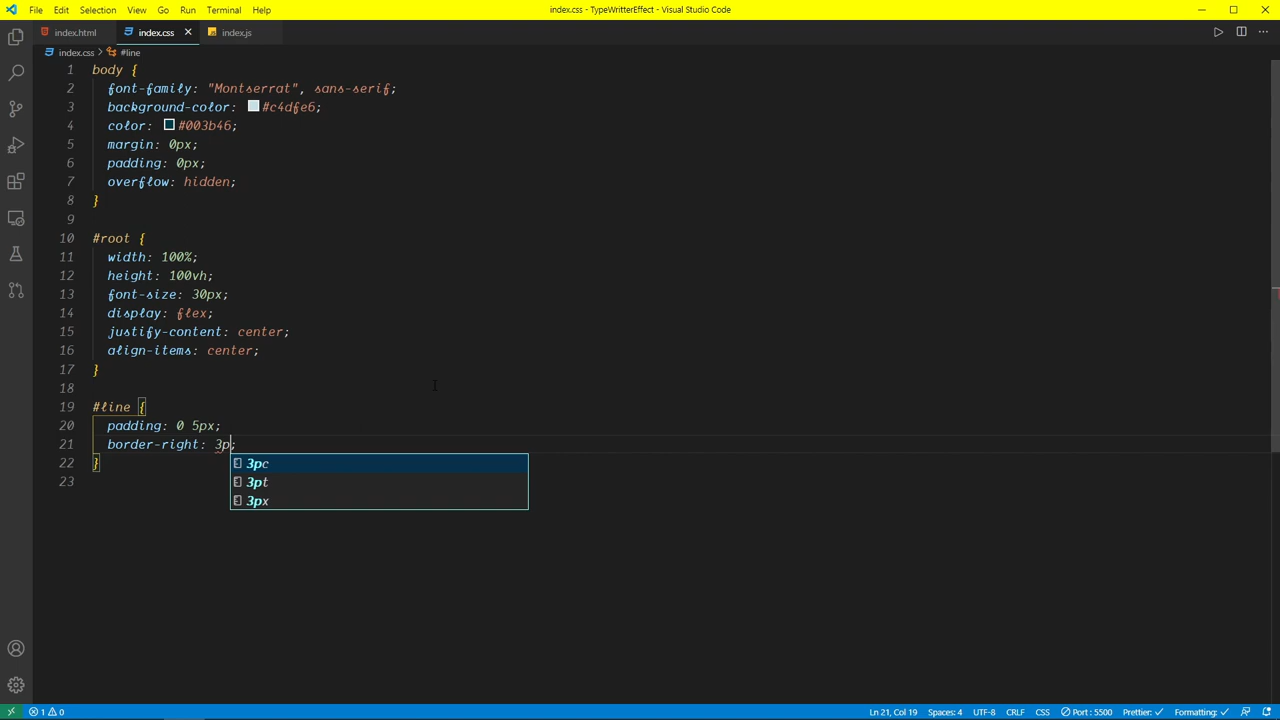 File Edit Selection View Go Run Terminal Help
index.css - TypeWritterEffect - Visual Studio Code
index.html index.css index.js
index.css #line
1 body {
2 font-family: "Montserrat", sans-serif;
3 background-color: #c4dfe6;
4 color: #003b46;
5 margin: 0px;
6 padding: 0px;
7 overflow: hidden;
8 }
9
10 #root {
11 width: 100%;
12 height: 100vh;
13 font-size: 30px;
14 display: flex;
15 justify-content: center;
16 align-items: center;
17 }
18
19 #line {
20 padding: 0 5px;
21 border-right: 3p;
22 }
23
3pc
3pt
3px
1 0 Ln 21, Col 19 Spaces: 4 UTF-8 CRLF CSS Port : 5500 Prettier: Formatting: